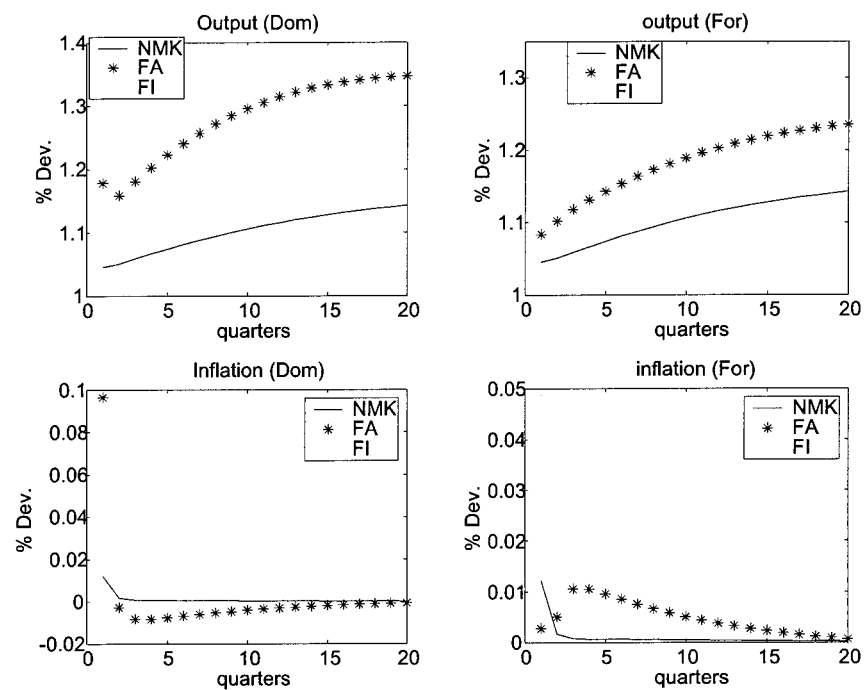 Output (Dom)
1.4
1.3
1.2
1.1
1
% Dev.
NMK
FA
FI
0 5 10 15 20
quarters
output (For)
1.3
1.2
1.1
1
% Dev.
NMK
FA
FI
0 5 10 15 20
quarters
Inflation (Dom)
0.1
0.08
0.06
0.04
0.02
0
-0.02
% Dev.
NMK
FA
FI
0 5 10 15 20
quarters
inflation (For)
0.05
0.04
0.03
0.02
0.01
0
% Dev.
NMK
FA
FI
0 5 10 15 20
quarters